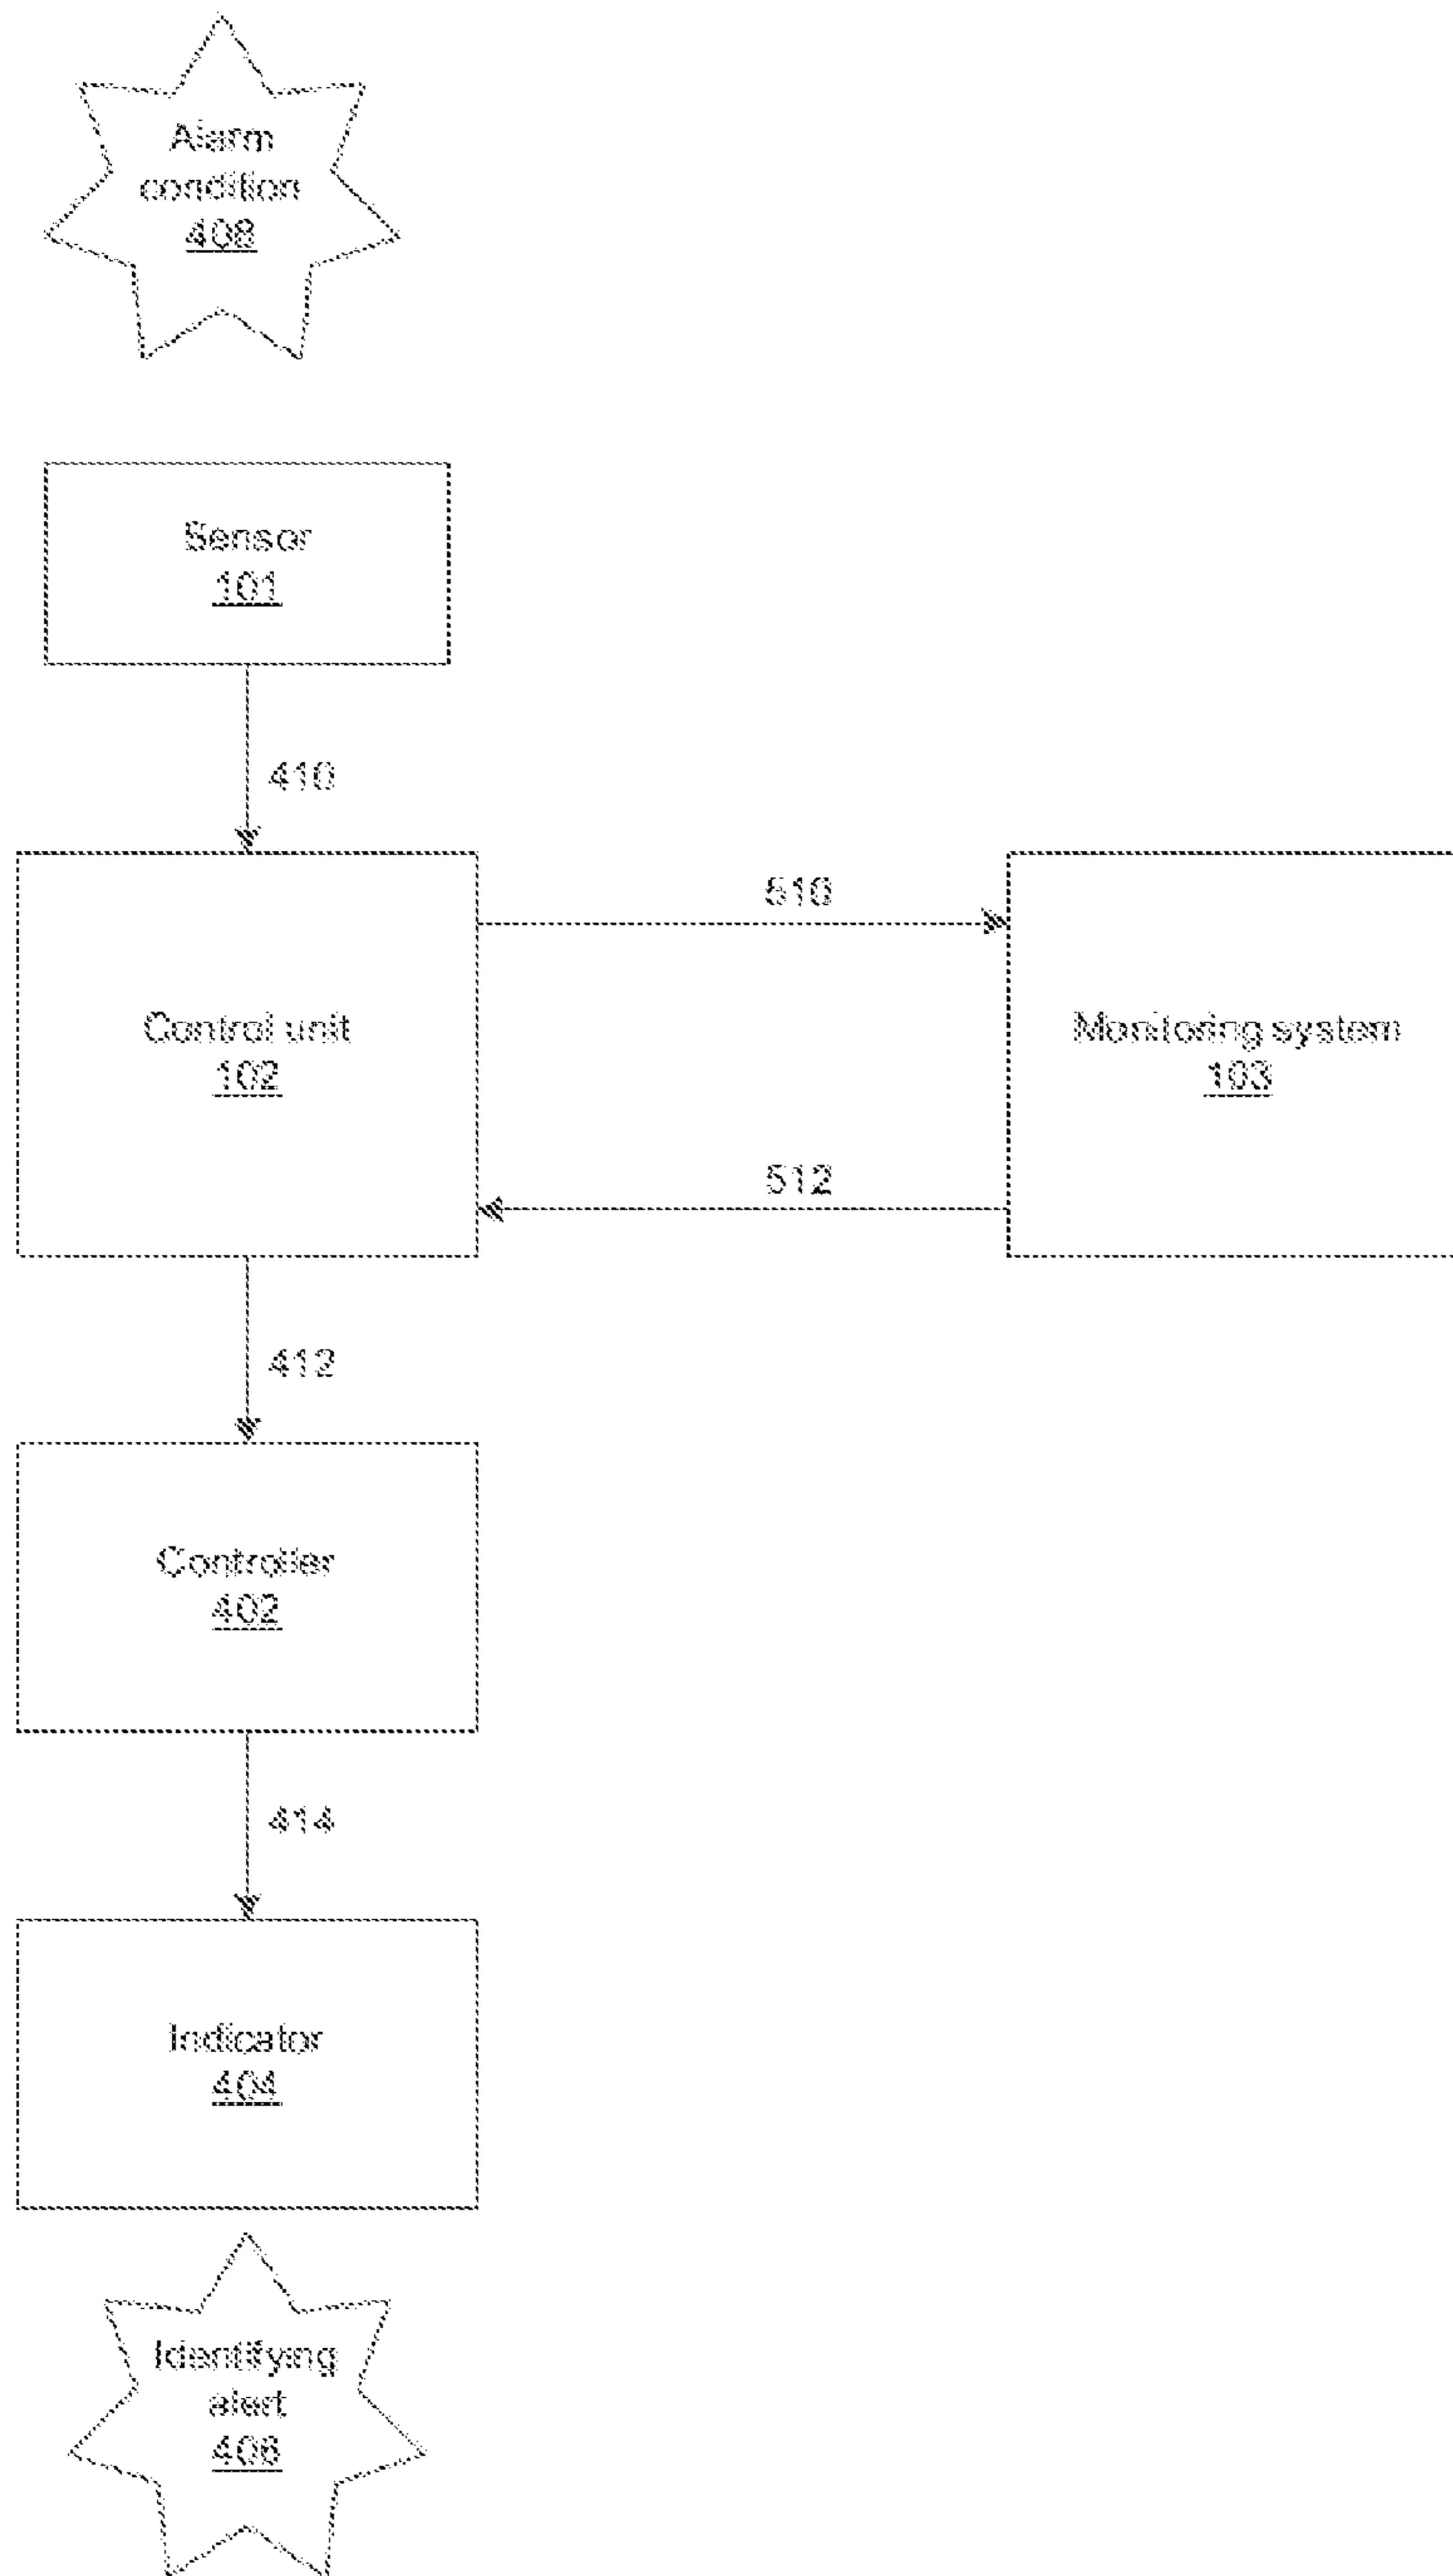 Alarm
condition
408
Sensor
101
410
Control unit
102
510
Monitoring system
103
512
412
Controller
402
414
Indicator
404
Identifying
alert
406